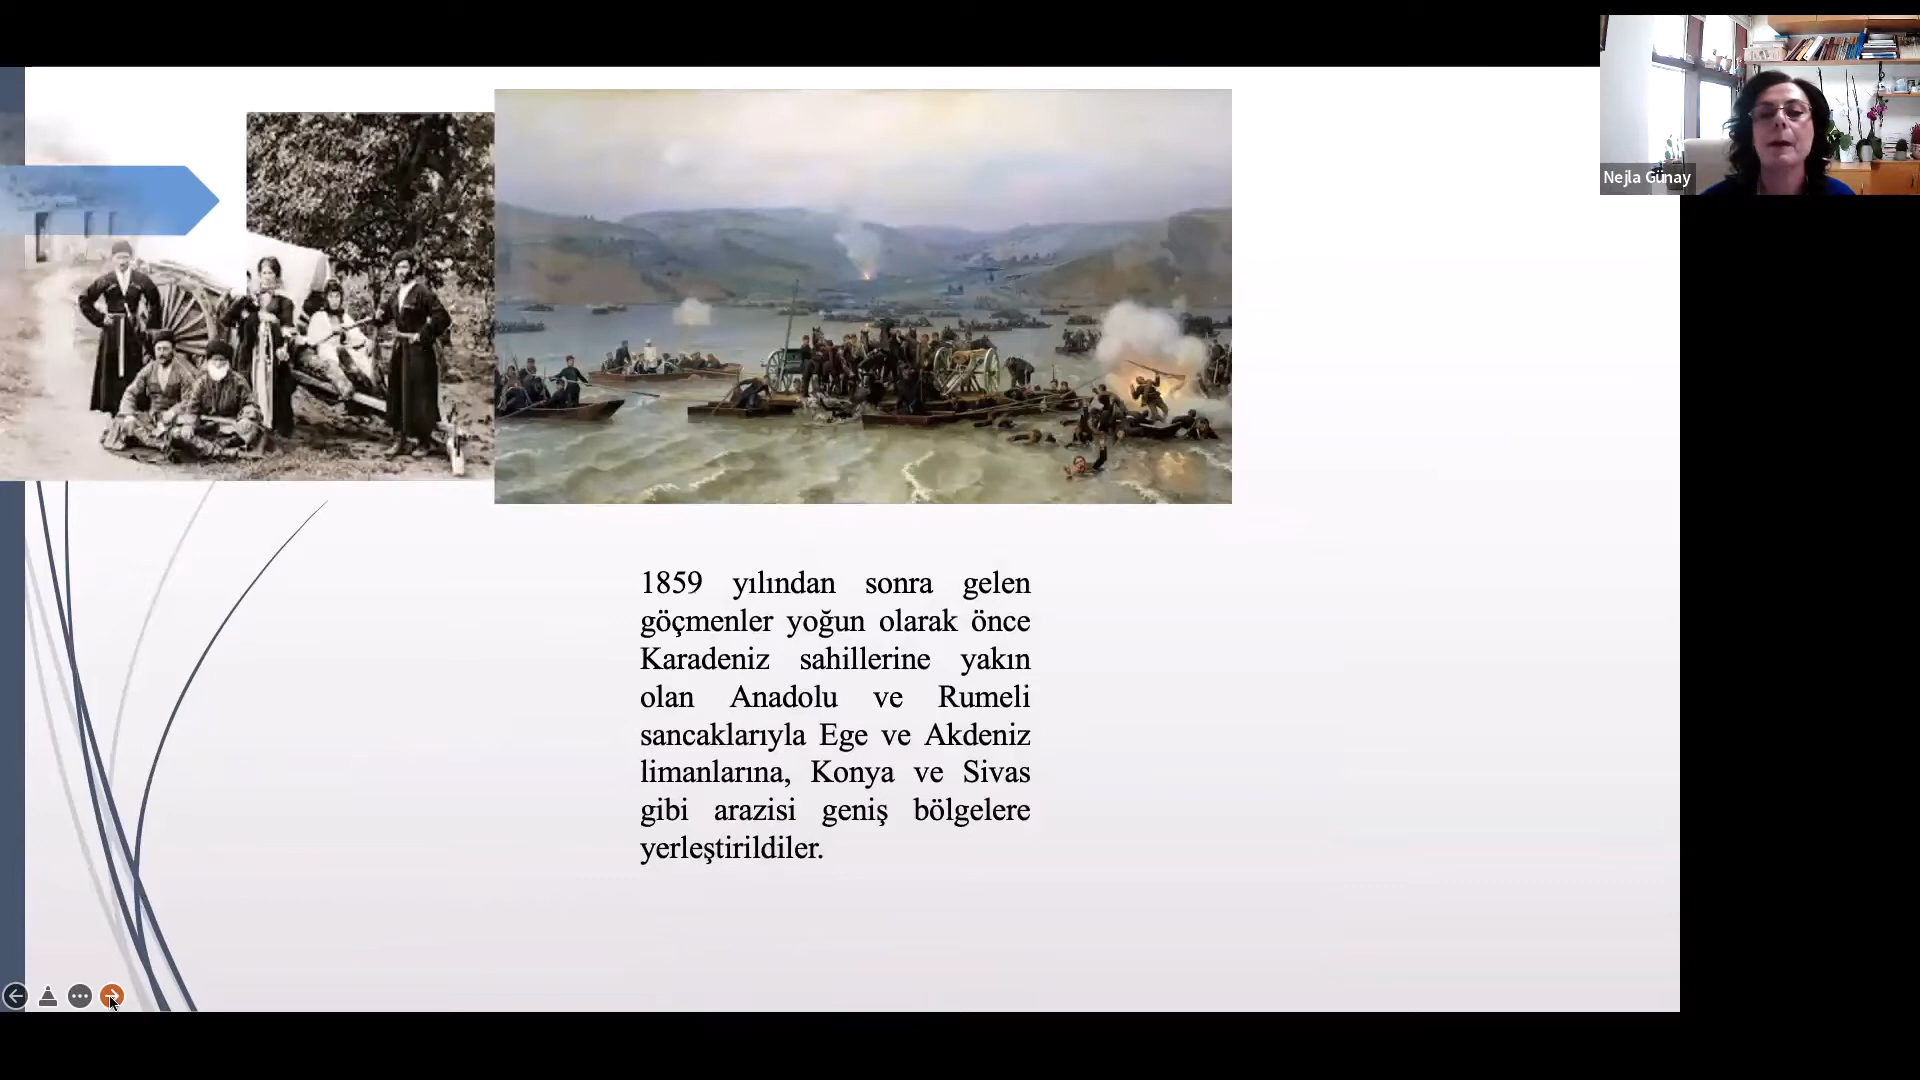 Nejla Günay
1859 yılından sonra gelen
göçmenler yoğun olarak önce
Karadeniz sahillerine yakın
olan Anadolu ve Rumeli
sancaklarıyla Ege ve Akdeniz
limanlarına, Konya ve Sivas
gibi arazisi geniş bölgelere
yerleştirildiler.